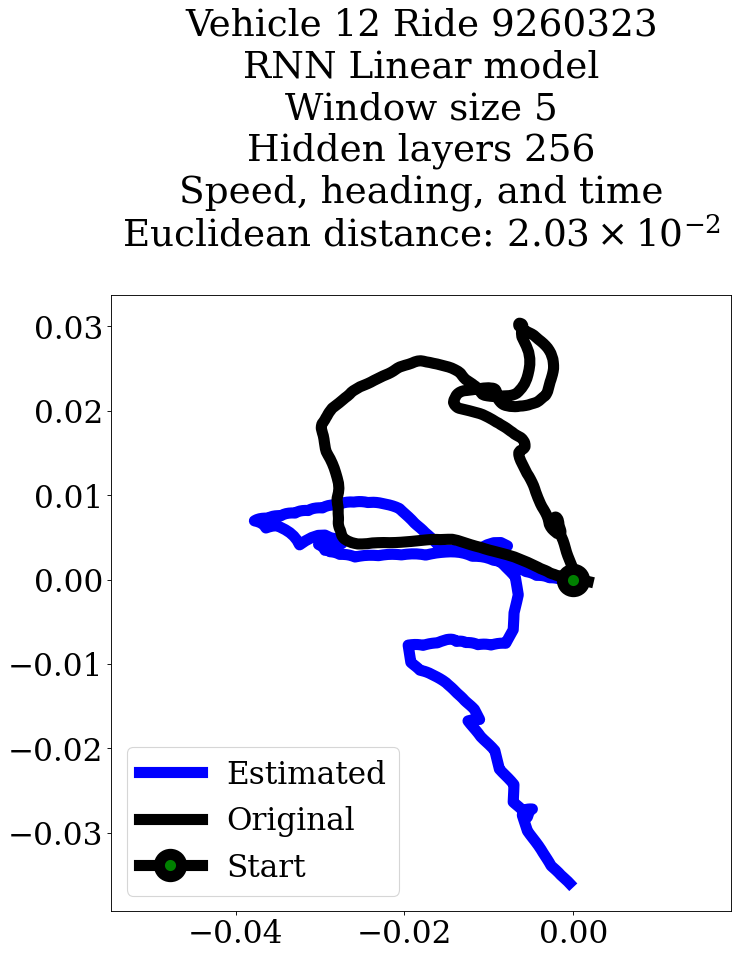 Vehicle 12 Ride 9260323
RNN Linear model
Window size 5
Hidden layers 256
Speed, heading, and time
Euclidean distance: 2.03 × 10⁻²
0.03
0.02
0.01
0.00
−0.01
−0.02
−0.03
Estimated
Original
Start
−0.04 −0.02 0.00